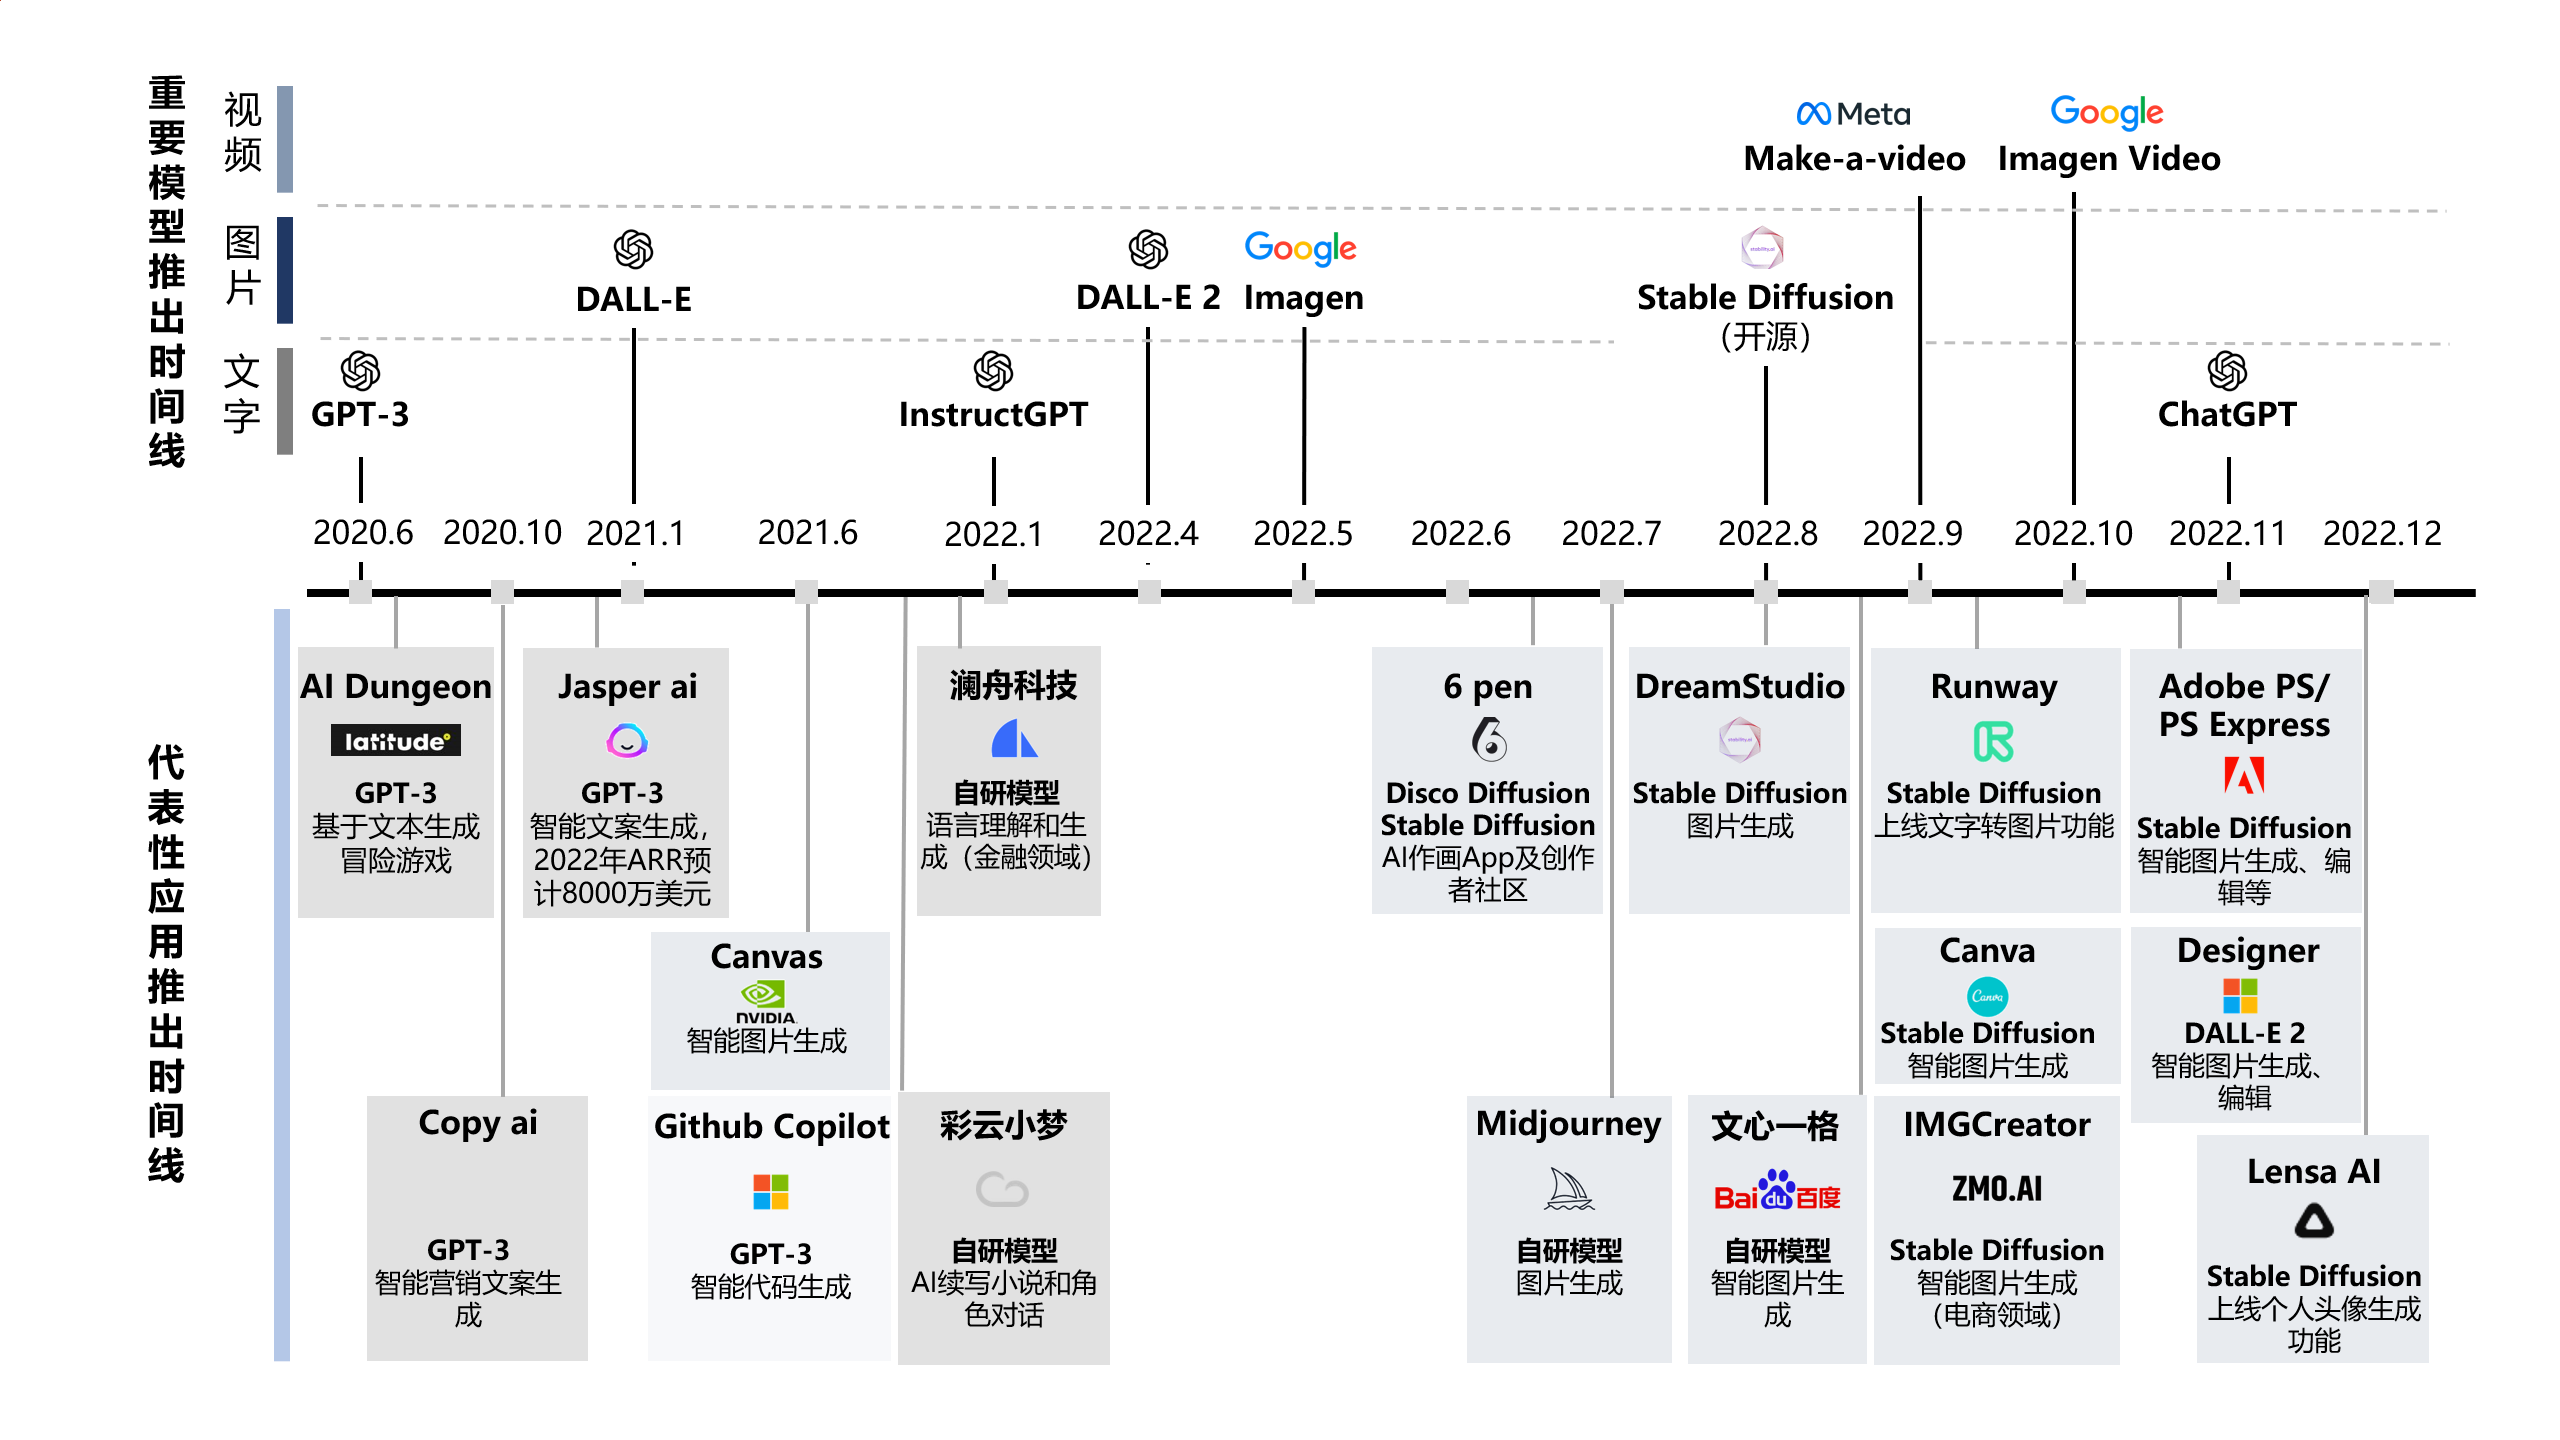 重要模型推出时间线
视频
图片
文字
Meta
Make-a-video
Google
Imagen Video
DALL-E
DALL-E 2
Google
Imagen
stability.ai
Stable Diffusion
（开源）
GPT-3
InstructGPT
ChatGPT
2020.6 2020.10 2021.1 2021.6 2022.1 2022.4 2022.5 2022.6 2022.7 2022.8 2022.9 2022.10 2022.11 2022.12
代表性应用推出时间线
AI Dungeon
latitude
GPT-3
基于文本生成
冒险游戏
Jasper ai
GPT-3
智能文案生成，
2022年ARR预
计8000万美元
澜舟科技
自研模型
语言理解和生
成（金融领域）
6 pen
Disco Diffusion
Stable Diffusion
AI作画App及创作
者社区
DreamStudio
stability.ai
Stable Diffusion
图片生成
Runway
Stable Diffusion
上线文字转图片功能
Adobe PS/
PS Express
Stable Diffusion
智能图片生成、编
辑等
Canvas
NVIDIA
智能图片生成
Canva
Canva
Stable Diffusion
智能图片生成
Designer
DALL-E 2
智能图片生成、
编辑
Copy ai
GPT-3
智能营销文案生
成
Github Copilot
GPT-3
智能代码生成
彩云小梦
自研模型
AI续写小说和角
色对话
Midjourney
自研模型
图片生成
文心一格
Bai du 百度
自研模型
智能图片生
成
IMGCreator
ZMO.AI
Stable Diffusion
智能图片生成
（电商领域）
Lensa AI
Stable Diffusion
上线个人头像生成
功能